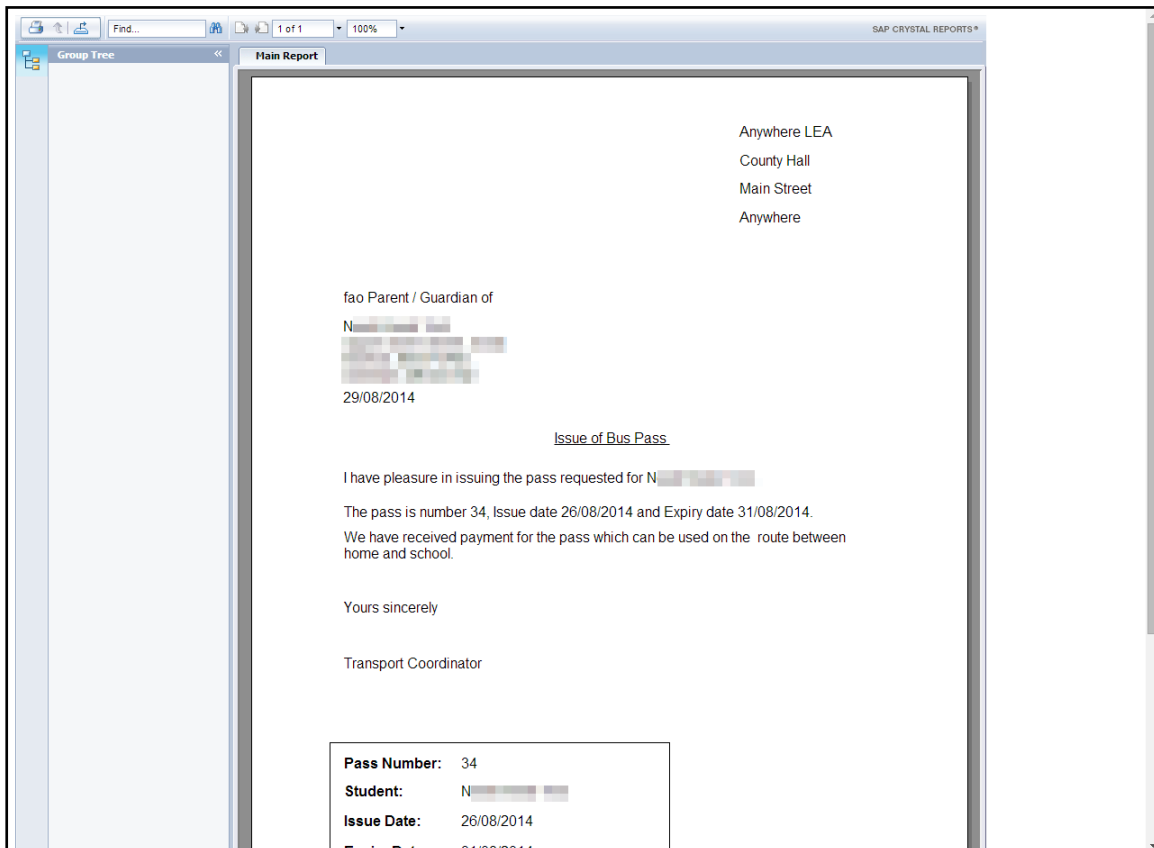 Find...
1 of 1
100%
SAP CRYSTAL REPORTS®
Group Tree
«
Main Report
Anywhere LEA
County Hall
Main Street
Anywhere
fao Parent / Guardian of
N
29/08/2014
Issue of Bus Pass
I have pleasure in issuing the pass requested for N
The pass is number 34, Issue date 26/08/2014 and Expiry date 31/08/2014.
We have received payment for the pass which can be used on the route between
home and school.
Yours sincerely
Transport Coordinator
Pass Number: 34
Student: N
Issue Date: 26/08/2014